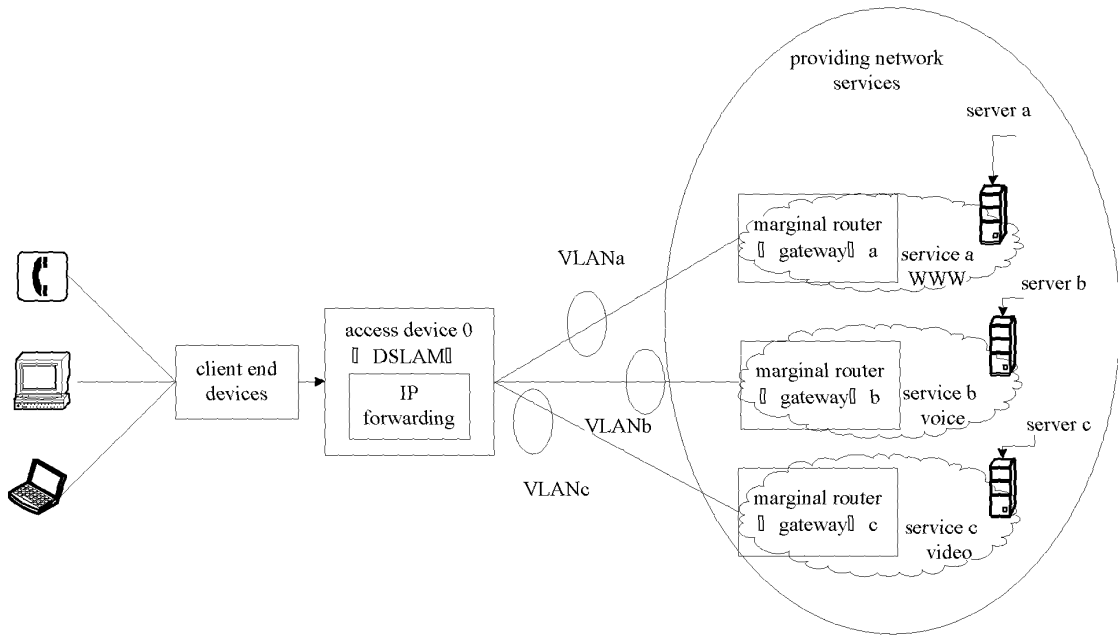 providing network
services
server a
marginal router
▯ gateway▯ a
service a
WWW
VLANa
server b
access device 0
▯ DSLAM▯
IP
forwarding
client end
devices
marginal router
▯ gateway▯ b
service b
voice
VLANb
server c
VLANc
marginal router
▯ gateway▯ c
service c
video